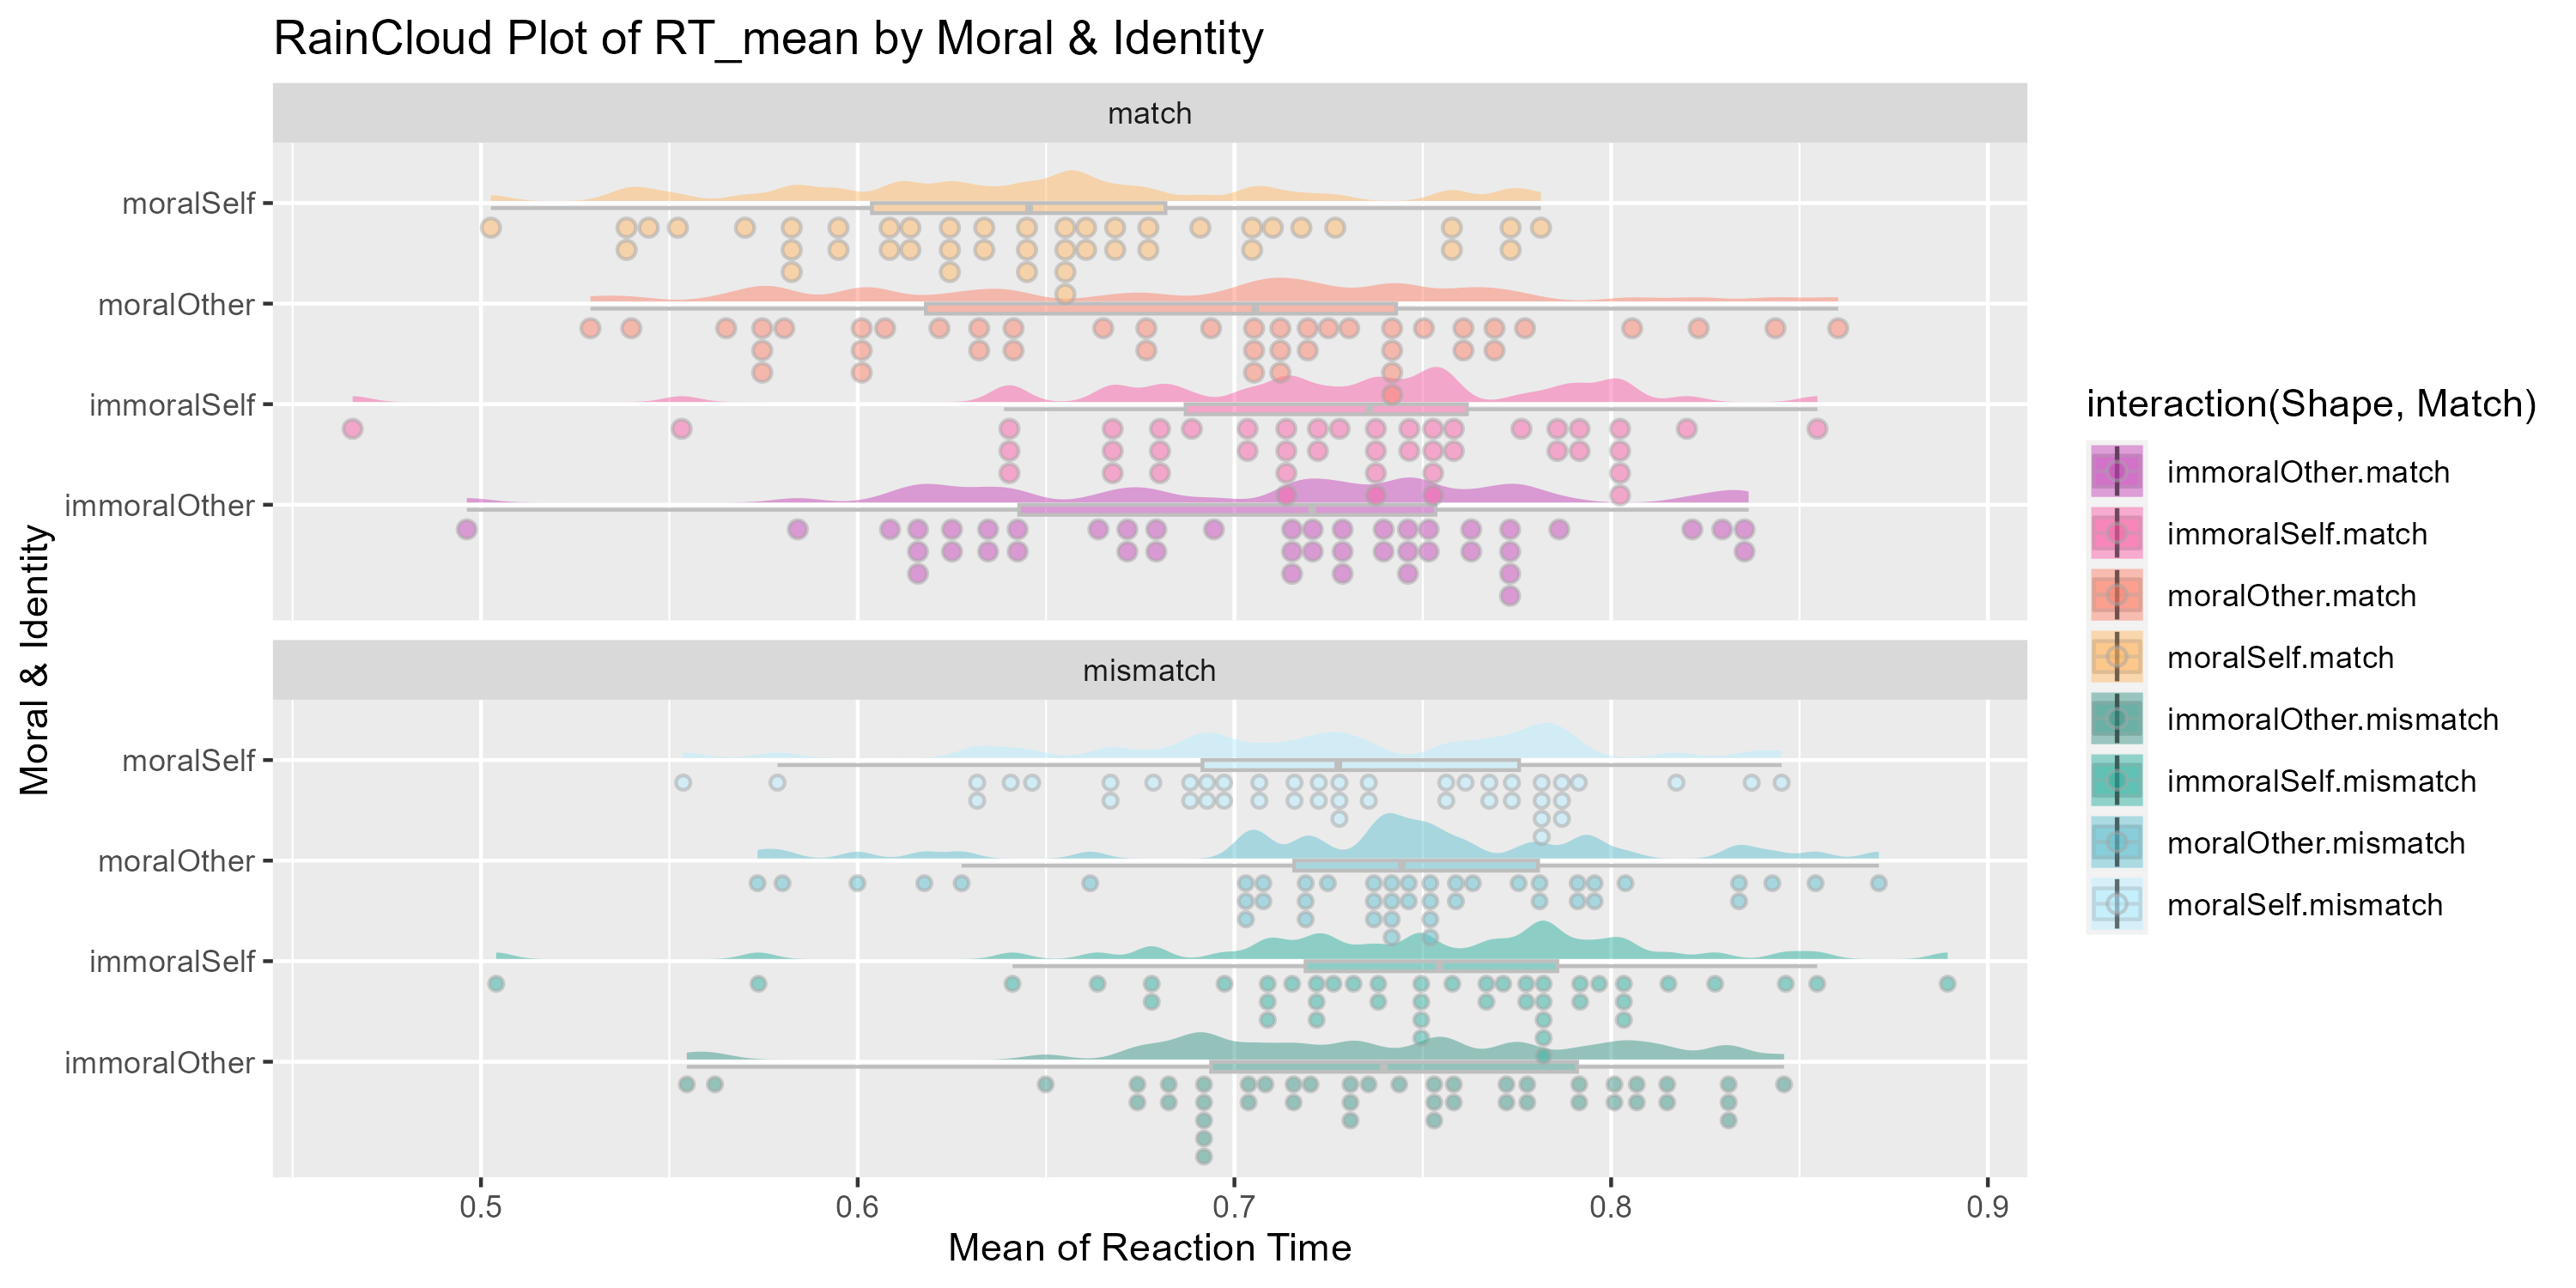 RainCloud Plot of RT_mean by Moral & Identity
match
moralSelf
moralOther
immoralSelf
immoralOther
mismatch
moralSelf
moralOther
immoralSelf
immoralOther
0.5 0.6 0.7 0.8 0.9
Mean of Reaction Time
Moral & Identity
interaction(Shape, Match)
immoralOther.match
immoralSelf.match
moralOther.match
moralSelf.match
immoralOther.mismatch
immoralSelf.mismatch
moralOther.mismatch
moralSelf.mismatch